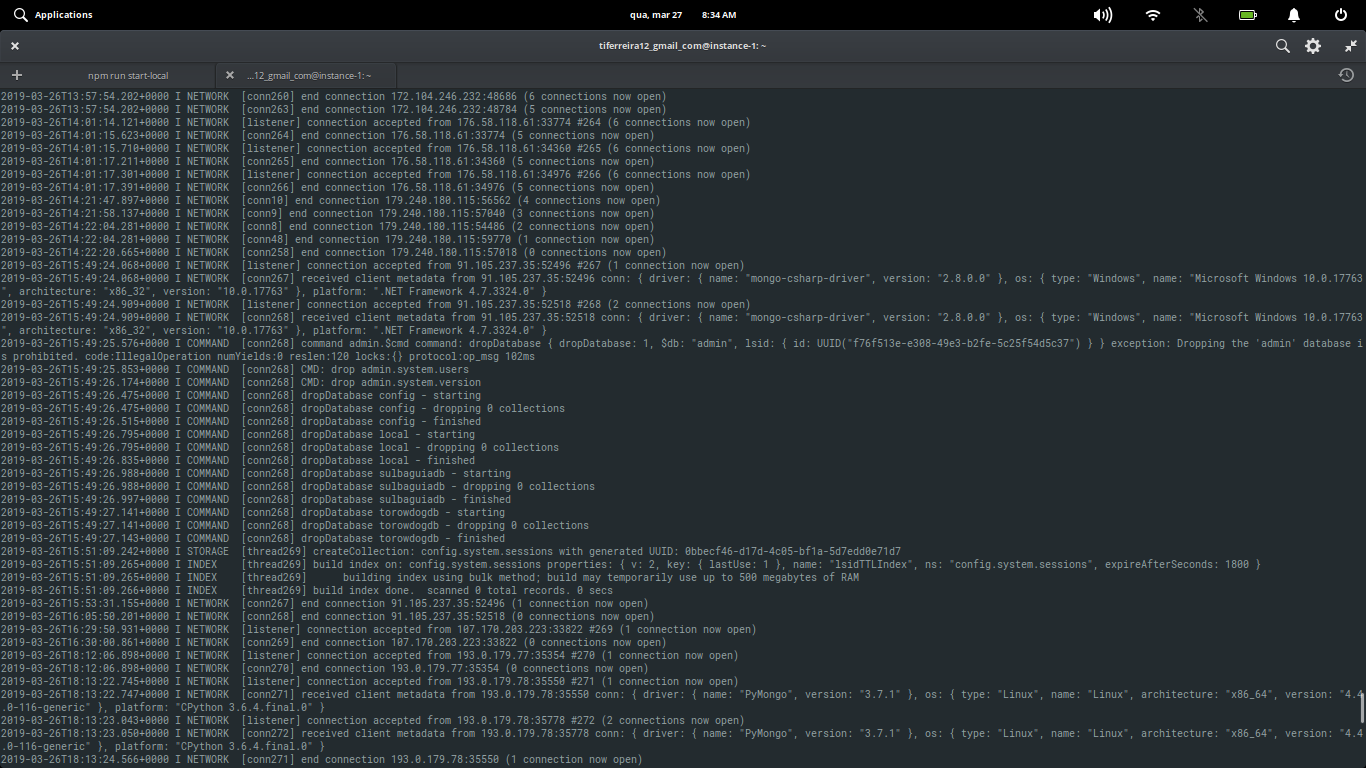 Applications
qua, mar 27 8:34 AM
tiferreira12_gmail_com@instance-1: ~
npm run start-local
...12_gmail_com@instance-1: ~
2019-03-26T13:57:54.202+0000 I NETWORK [conn260] end connection 172.104.246.232:48686 (6 connections now open)
2019-03-26T13:57:54.202+0000 I NETWORK [conn263] end connection 172.104.246.232:48784 (5 connections now open)
2019-03-26T14:01:14.121+0000 I NETWORK [listener] connection accepted from 176.58.118.61:33774 #264 (6 connections now open)
2019-03-26T14:01:15.623+0000 I NETWORK [conn264] end connection 176.58.118.61:33774 (5 connections now open)
2019-03-26T14:01:15.710+0000 I NETWORK [listener] connection accepted from 176.58.118.61:34360 #265 (6 connections now open)
2019-03-26T14:01:17.211+0000 I NETWORK [conn265] end connection 176.58.118.61:34360 (5 connections now open)
2019-03-26T14:01:17.301+0000 I NETWORK [listener] connection accepted from 176.58.118.61:34976 #266 (6 connections now open)
2019-03-26T14:01:17.391+0000 I NETWORK [conn266] end connection 176.58.118.61:34976 (5 connections now open)
2019-03-26T14:21:47.897+0000 I NETWORK [conn10] end connection 179.240.180.115:56562 (4 connections now open)
2019-03-26T14:21:58.137+0000 I NETWORK [conn9] end connection 179.240.180.115:57040 (3 connections now open)
2019-03-26T14:22:04.281+0000 I NETWORK [conn8] end connection 179.240.180.115:54486 (2 connections now open)
2019-03-26T14:22:04.281+0000 I NETWORK [conn48] end connection 179.240.180.115:59770 (1 connection now open)
2019-03-26T14:22:20.665+0000 I NETWORK [conn258] end connection 179.240.180.115:57018 (0 connections now open)
2019-03-26T15:49:24.068+0000 I NETWORK [listener] connection accepted from 91.105.237.35:52496 #267 (1 connection now open)
2019-03-26T15:49:24.068+0000 I NETWORK [conn267] received client metadata from 91.105.237.35:52496 conn: { driver: { name: "mongo-csharp-driver", version: "2.8.0.0" }, os: { type: "Windows", name: "Microsoft Windows 10.0.17763
", architecture: "x86_32", version: "10.0.17763" }, platform: ".NET Framework 4.7.3324.0" }
2019-03-26T15:49:24.909+0000 I NETWORK [listener] connection accepted from 91.105.237.35:52518 #268 (2 connections now open)
2019-03-26T15:49:24.909+0000 I NETWORK [conn268] received client metadata from 91.105.237.35:52518 conn: { driver: { name: "mongo-csharp-driver", version: "2.8.0.0" }, os: { type: "Windows", name: "Microsoft Windows 10.0.17763
", architecture: "x86_32", version: "10.0.17763" }, platform: ".NET Framework 4.7.3324.0" }
2019-03-26T15:49:25.576+0000 I COMMAND [conn268] command admin.$cmd command: dropDatabase { dropDatabase: 1, $db: "admin", lsid: { id: UUID("f76f513e-e308-49e3-b2fe-5c25f54d5c37") } } exception: Dropping the 'admin' database i
s prohibited. code:IllegalOperation numYields:0 reslen:120 locks:{} protocol:op_msg 102ms
2019-03-26T15:49:25.853+0000 I COMMAND [conn268] CMD: drop admin.system.users
2019-03-26T15:49:26.174+0000 I COMMAND [conn268] CMD: drop admin.system.version
2019-03-26T15:49:26.475+0000 I COMMAND [conn268] dropDatabase config - starting
2019-03-26T15:49:26.475+0000 I COMMAND [conn268] dropDatabase config - dropping 0 collections
2019-03-26T15:49:26.515+0000 I COMMAND [conn268] dropDatabase config - finished
2019-03-26T15:49:26.795+0000 I COMMAND [conn268] dropDatabase local - starting
2019-03-26T15:49:26.795+0000 I COMMAND [conn268] dropDatabase local - dropping 0 collections
2019-03-26T15:49:26.835+0000 I COMMAND [conn268] dropDatabase local - finished
2019-03-26T15:49:26.988+0000 I COMMAND [conn268] dropDatabase sulbaguiadb - starting
2019-03-26T15:49:26.988+0000 I COMMAND [conn268] dropDatabase sulbaguiadb - dropping 0 collections
2019-03-26T15:49:26.997+0000 I COMMAND [conn268] dropDatabase sulbaguiadb - finished
2019-03-26T15:49:27.141+0000 I COMMAND [conn268] dropDatabase torowdogdb - starting
2019-03-26T15:49:27.141+0000 I COMMAND [conn268] dropDatabase torowdogdb - dropping 0 collections
2019-03-26T15:49:27.143+0000 I COMMAND [conn268] dropDatabase torowdogdb - finished
2019-03-26T15:51:09.242+0000 I STORAGE [thread269] createCollection: config.system.sessions with generated UUID: 0bbecf46-d17d-4c05-bf1a-5d7edd0e71d7
2019-03-26T15:51:09.265+0000 I INDEX [thread269] build index on: config.system.sessions properties: { v: 2, key: { lastUse: 1 }, name: "lsidTTLIndex", ns: "config.system.sessions", expireAfterSeconds: 1800 }
2019-03-26T15:51:09.265+0000 I INDEX [thread269] building index using bulk method; build may temporarily use up to 500 megabytes of RAM
2019-03-26T15:51:09.266+0000 I INDEX [thread269] build index done. scanned 0 total records. 0 secs
2019-03-26T15:53:31.155+0000 I NETWORK [conn267] end connection 91.105.237.35:52496 (1 connection now open)
2019-03-26T16:05:50.201+0000 I NETWORK [conn268] end connection 91.105.237.35:52518 (0 connections now open)
2019-03-26T16:29:50.931+0000 I NETWORK [listener] connection accepted from 107.170.203.223:33822 #269 (1 connection now open)
2019-03-26T16:30:00.861+0000 I NETWORK [conn269] end connection 107.170.203.223:33822 (0 connections now open)
2019-03-26T18:12:06.898+0000 I NETWORK [listener] connection accepted from 193.0.179.77:35354 #270 (1 connection now open)
2019-03-26T18:12:06.898+0000 I NETWORK [conn270] end connection 193.0.179.77:35354 (0 connections now open)
2019-03-26T18:13:22.745+0000 I NETWORK [listener] connection accepted from 193.0.179.78:35550 #271 (1 connection now open)
2019-03-26T18:13:22.747+0000 I NETWORK [conn271] received client metadata from 193.0.179.78:35550 conn: { driver: { name: "PyMongo", version: "3.7.1" }, os: { type: "Linux", name: "Linux", architecture: "x86_64", version: "4.4
.0-116-generic" }, platform: "CPython 3.6.4.final.0" }
2019-03-26T18:13:23.043+0000 I NETWORK [listener] connection accepted from 193.0.179.78:35778 #272 (2 connections now open)
2019-03-26T18:13:23.050+0000 I NETWORK [conn272] received client metadata from 193.0.179.78:35778 conn: { driver: { name: "PyMongo", version: "3.7.1" }, os: { type: "Linux", name: "Linux", architecture: "x86_64", version: "4.4
.0-116-generic" }, platform: "CPython 3.6.4.final.0" }
2019-03-26T18:13:24.566+0000 I NETWORK [conn271] end connection 193.0.179.78:35550 (1 connection now open)